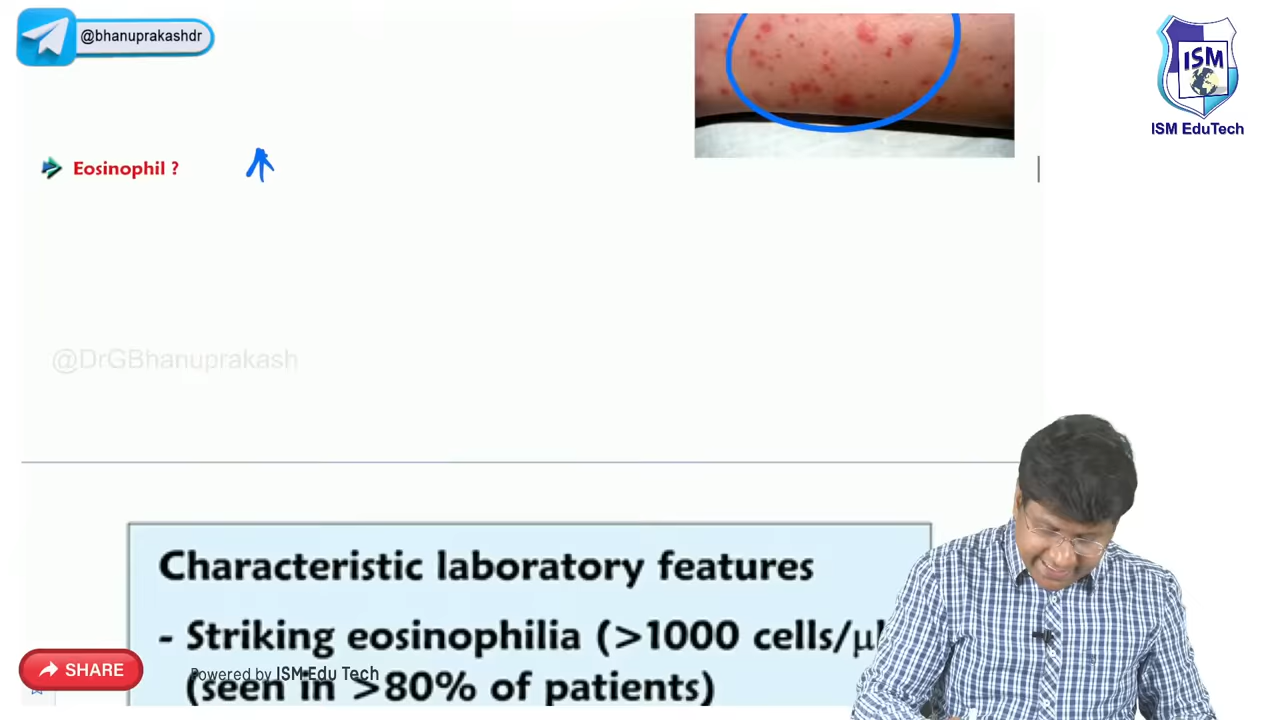 @bhanuprakashdr
ISM
ISM EduTech
Eosinophil ?
@DrGBhanuprakash
Characteristic laboratory features
- Striking eosinophilia (>1000 cells/µl
(seen in >80% of patients)
SHARE
Powered by ISM Edu Tech